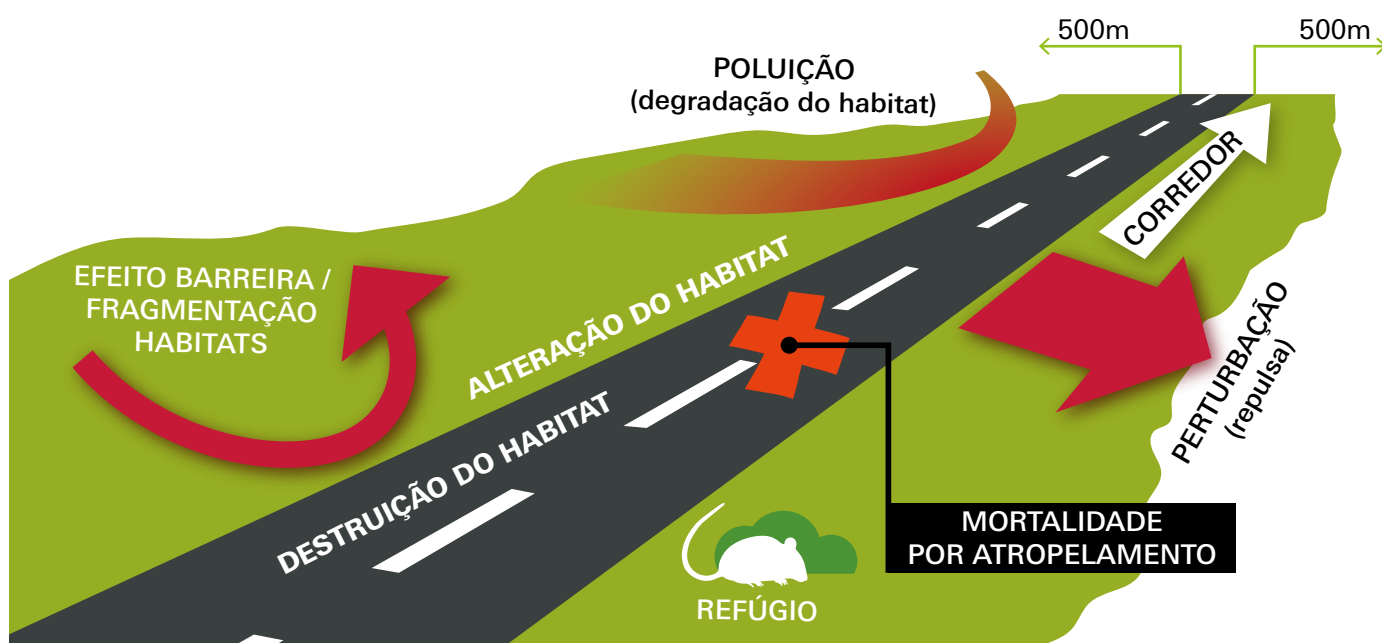 500m
500m
POLUIÇÃO
(degradação do habitat)
CORREDOR
EFEITO BARREIRA /
FRAGMENTAÇÃO
HABITATS
ALTERAÇÃO DO HABITAT
DESTRUIÇÃO DO HABITAT
PERTURBAÇÃO
(repulsa)
MORTALIDADE
POR ATROPELAMENTO
REFÚGIO